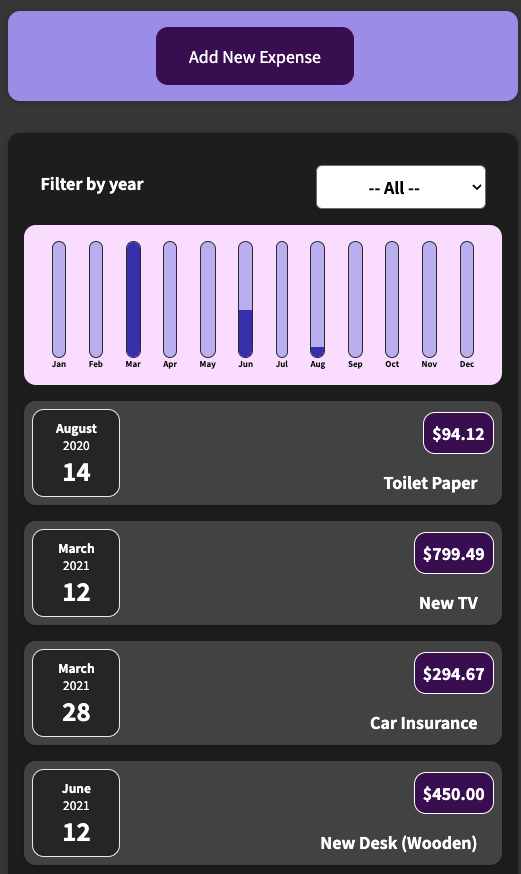 Add New Expense
Filter by year
-- All --
Jan Feb Mar Apr May Jun Jul Aug Sep Oct Nov Dec
August
2020
14
$94.12
Toilet Paper
March
2021
12
$799.49
New TV
March
2021
28
$294.67
Car Insurance
June
2021
12
$450.00
New Desk (Wooden)